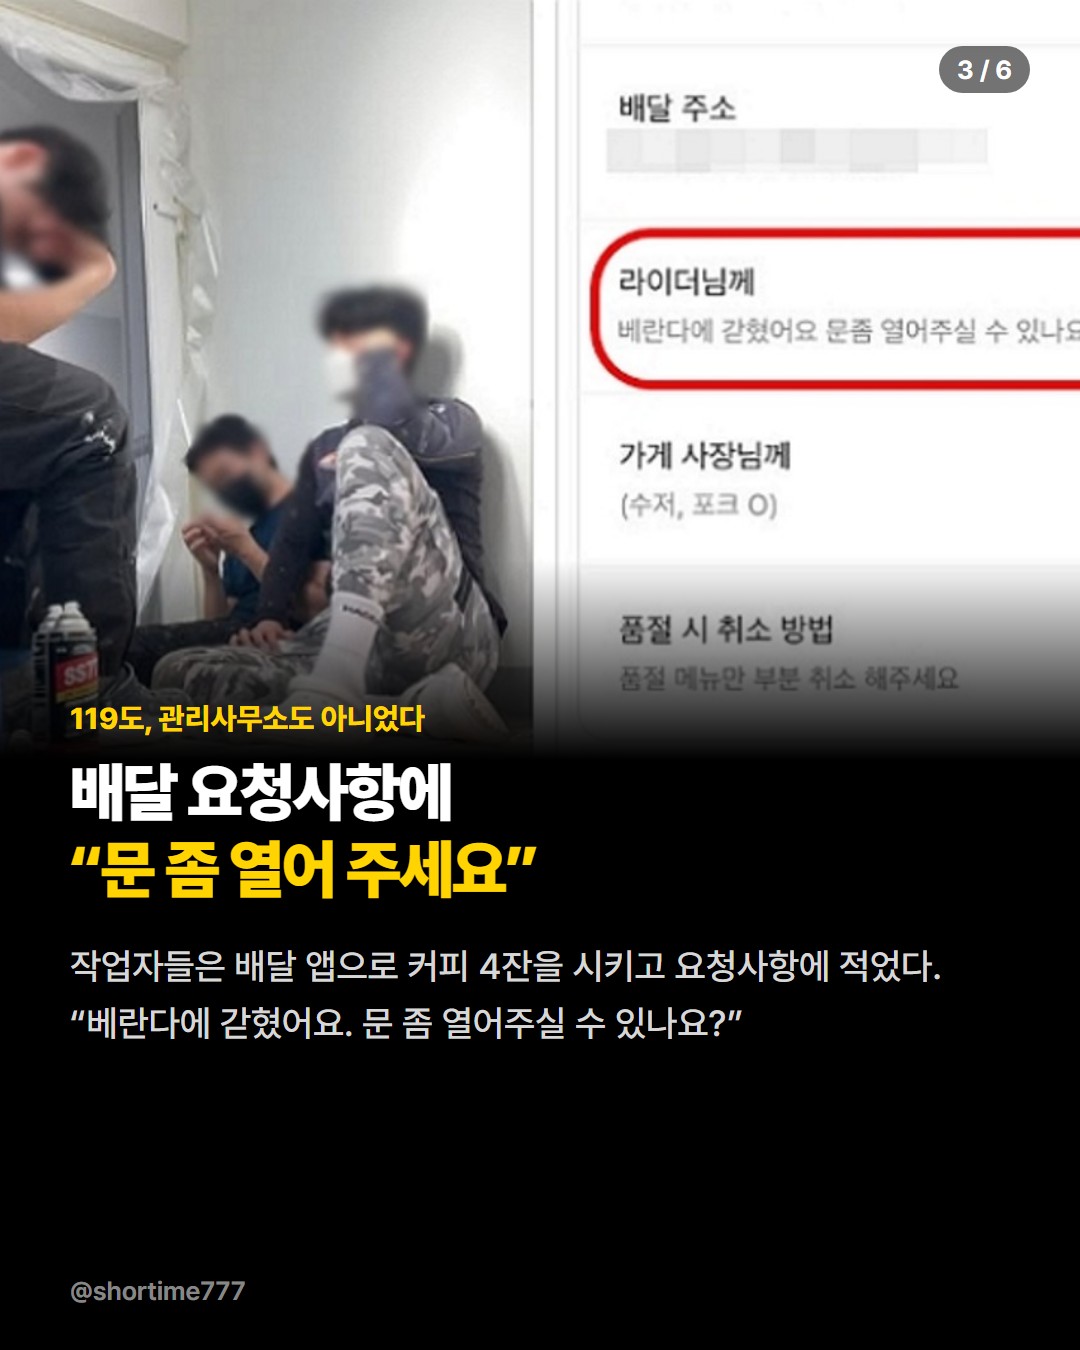 3 / 6
배달 주소
라이더님께
베란다에 갇혔어요 문좀 열어주실 수 있나요
가게 사장님께
(수저, 포크 O)
품절 시 취소 방법
품절 메뉴만 부분 취소 해주세요
SST
119도, 관리사무소도 아니었다
배달 요청사항에
“문 좀 열어 주세요”
작업자들은 배달 앱으로 커피 4잔을 시키고 요청사항에 적었다.
“베란다에 갇혔어요. 문 좀 열어주실 수 있나요?”
@shortime777